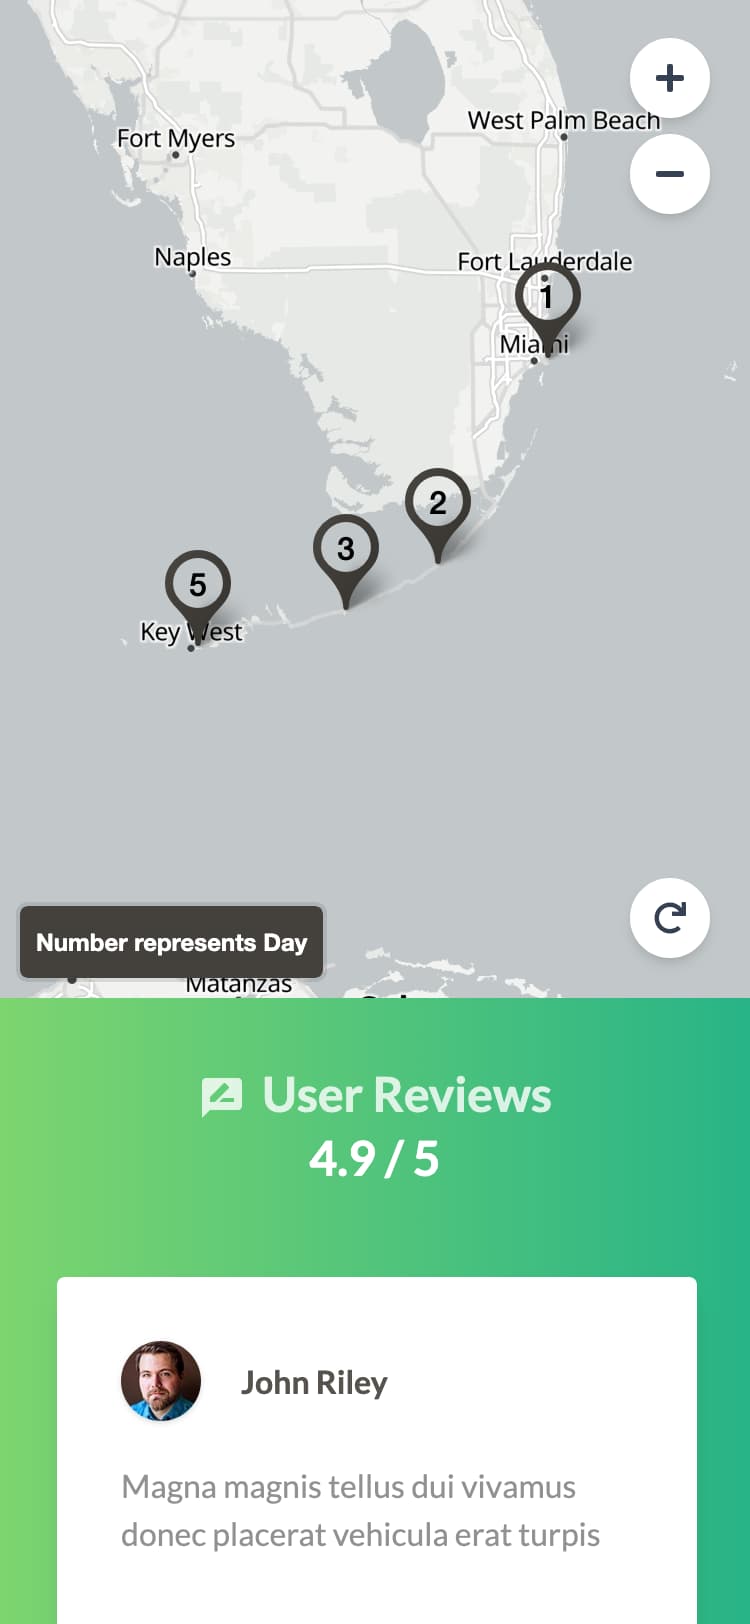 West Palm Beach
Fort Myers
Naples
Fort Lauderdale
1
Miami
2
3
5
Key West
Number represents Day
Matanzas
User Reviews
4.9 / 5
John Riley
Magna magnis tellus dui vivamus
donec placerat vehicula erat turpis